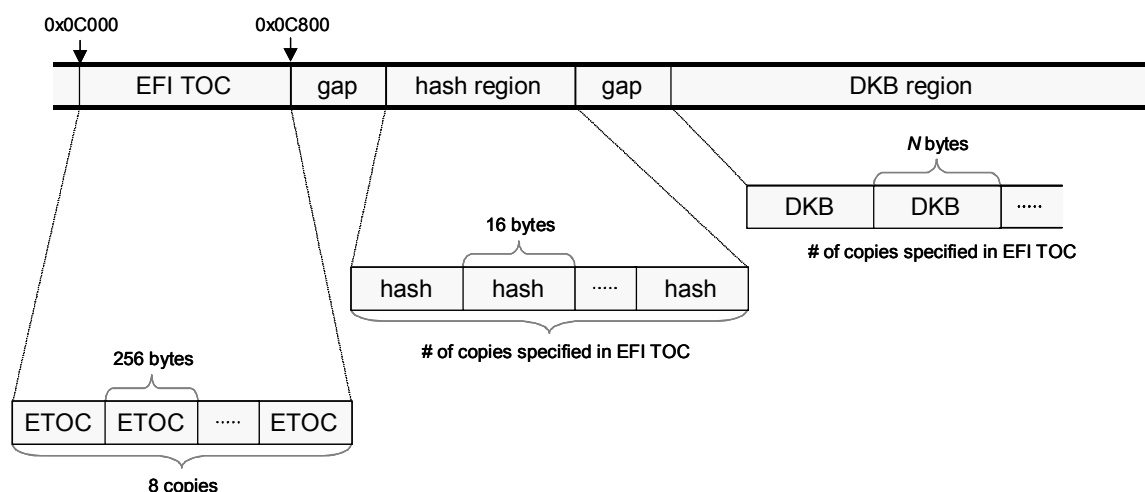 0x0C000 0x0C800
EFI TOC gap hash region gap DKB region
N bytes
DKB DKB .....
# of copies specified in EFI TOC
16 bytes
hash hash ..... hash
# of copies specified in EFI TOC
256 bytes
ETOC ETOC ..... ETOC
8 copies